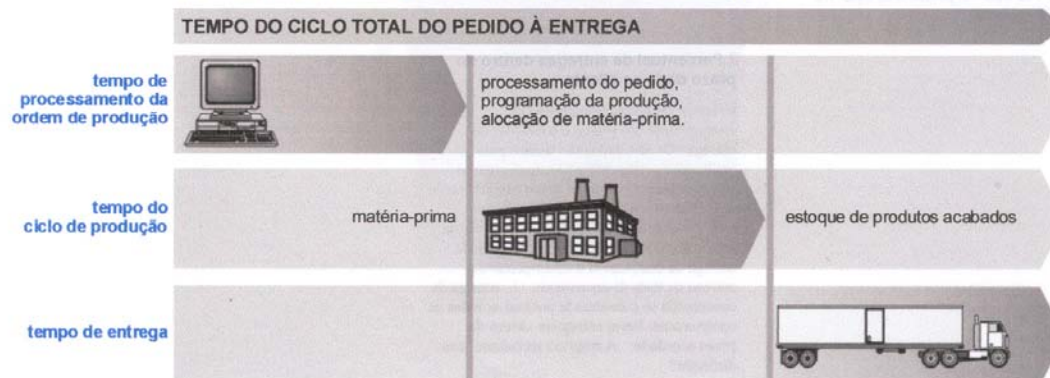 TEMPO DO CICLO TOTAL DO PEDIDO À ENTREGA
tempo de
processamento da
ordem de produção
processamento do pedido,
programação da produção,
alocação de matéria-prima.
tempo do
ciclo de produção
matéria-prima
estoque de produtos acabados
tempo de entrega